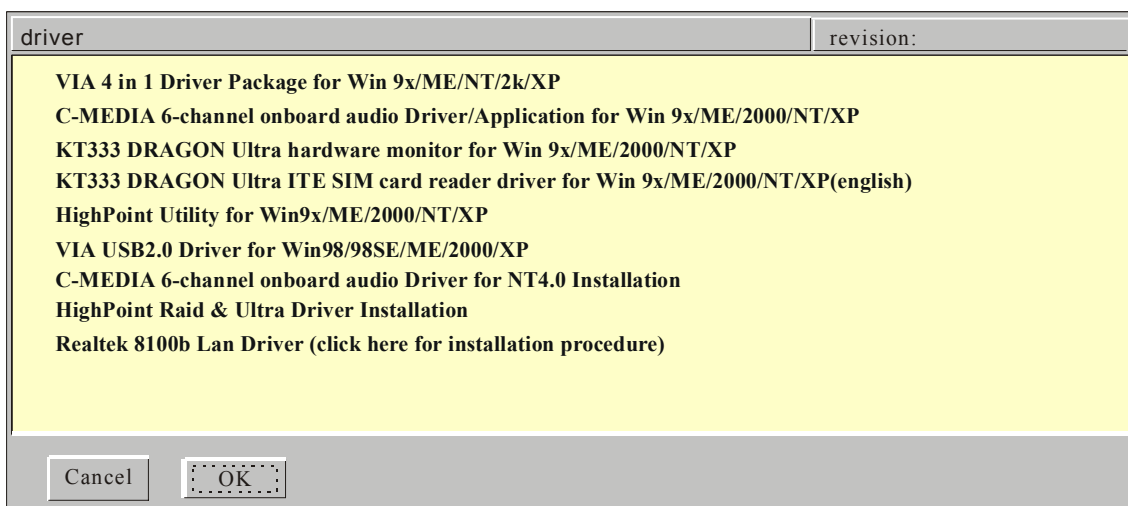 driver revision:
VIA 4 in 1 Driver Package for Win 9x/ME/NT/2k/XP
C-MEDIA 6-channel onboard audio Driver/Application for Win 9x/ME/2000/NT/XP
KT333 DRAGON Ultra hardware monitor for Win 9x/ME/2000/NT/XP
KT333 DRAGON Ultra ITE SIM card reader driver for Win 9x/ME/2000/NT/XP(english)
HighPoint Utility for Win9x/ME/2000/NT/XP
VIA USB2.0 Driver for Win98/98SE/ME/2000/XP
C-MEDIA 6-channel onboard audio Driver for NT4.0 Installation
HighPoint Raid & Ultra Driver Installation
Realtek 8100b Lan Driver (click here for installation procedure)
Cancel OK